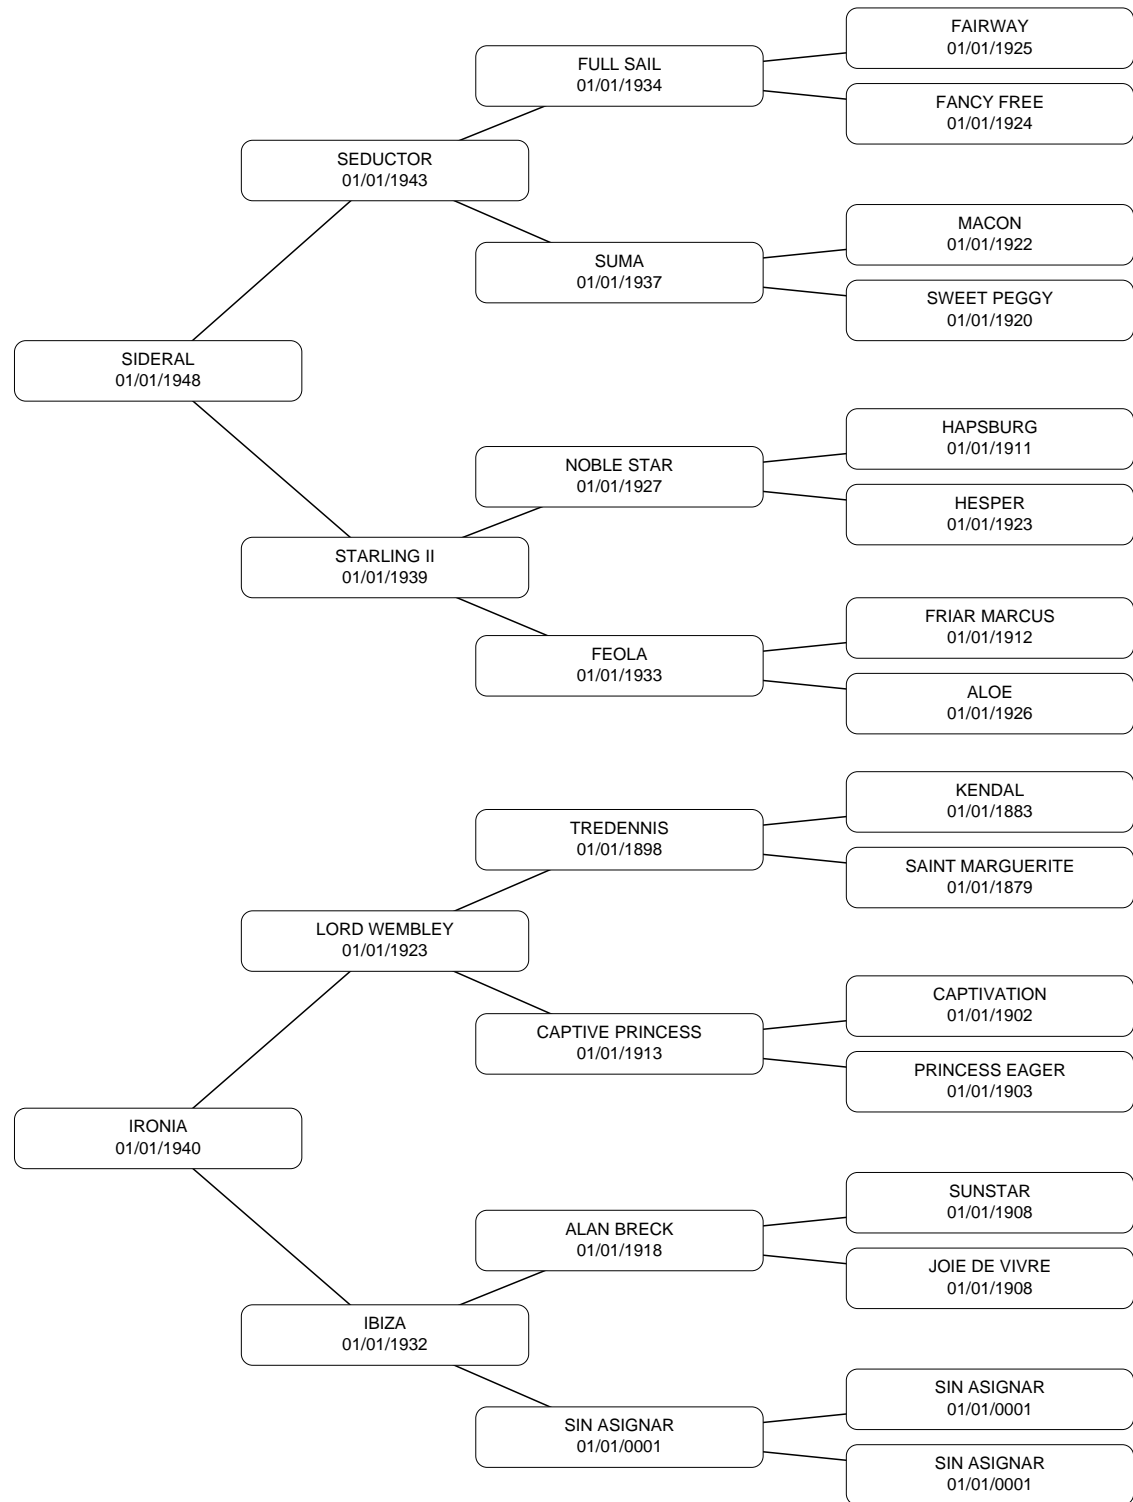 FAIRWAY
01/01/1925
FULL SAIL
01/01/1934
FANCY FREE
01/01/1924
SEDUCTOR
01/01/1943
MACON
01/01/1922
SUMA
01/01/1937
SWEET PEGGY
01/01/1920
SIDERAL
01/01/1948
HAPSBURG
01/01/1911
NOBLE STAR
01/01/1927
HESPER
01/01/1923
STARLING II
01/01/1939
FRIAR MARCUS
01/01/1912
FEOLA
01/01/1933
ALOE
01/01/1926
KENDAL
01/01/1883
TREDENNIS
01/01/1898
SAINT MARGUERITE
01/01/1879
LORD WEMBLEY
01/01/1923
CAPTIVATION
01/01/1902
CAPTIVE PRINCESS
01/01/1913
PRINCESS EAGER
01/01/1903
IRONIA
01/01/1940
SUNSTAR
01/01/1908
ALAN BRECK
01/01/1918
JOIE DE VIVRE
01/01/1908
IBIZA
01/01/1932
SIN ASIGNAR
01/01/0001
SIN ASIGNAR
01/01/0001
SIN ASIGNAR
01/01/0001